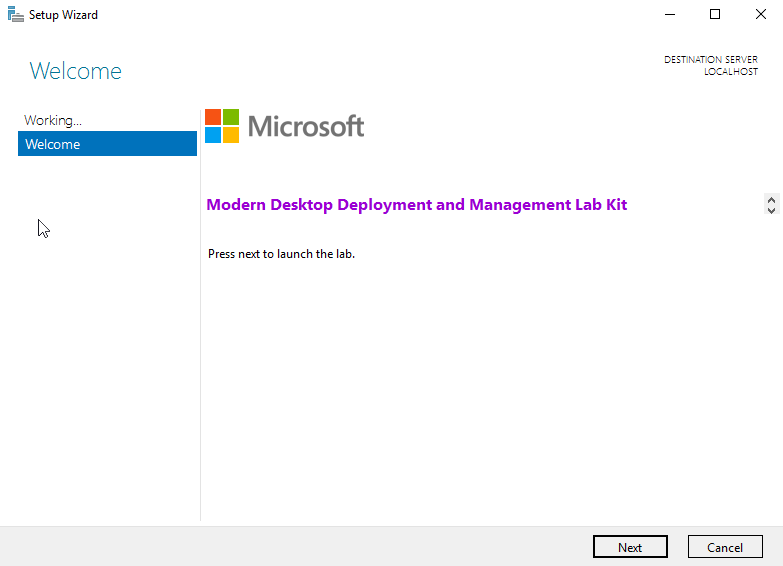 Setup Wizard
Welcome
DESTINATION SERVER
LOCALHOST
Working...
Welcome
Microsoft
Modern Desktop Deployment and Management Lab Kit
Press next to launch the lab.
Next
Cancel